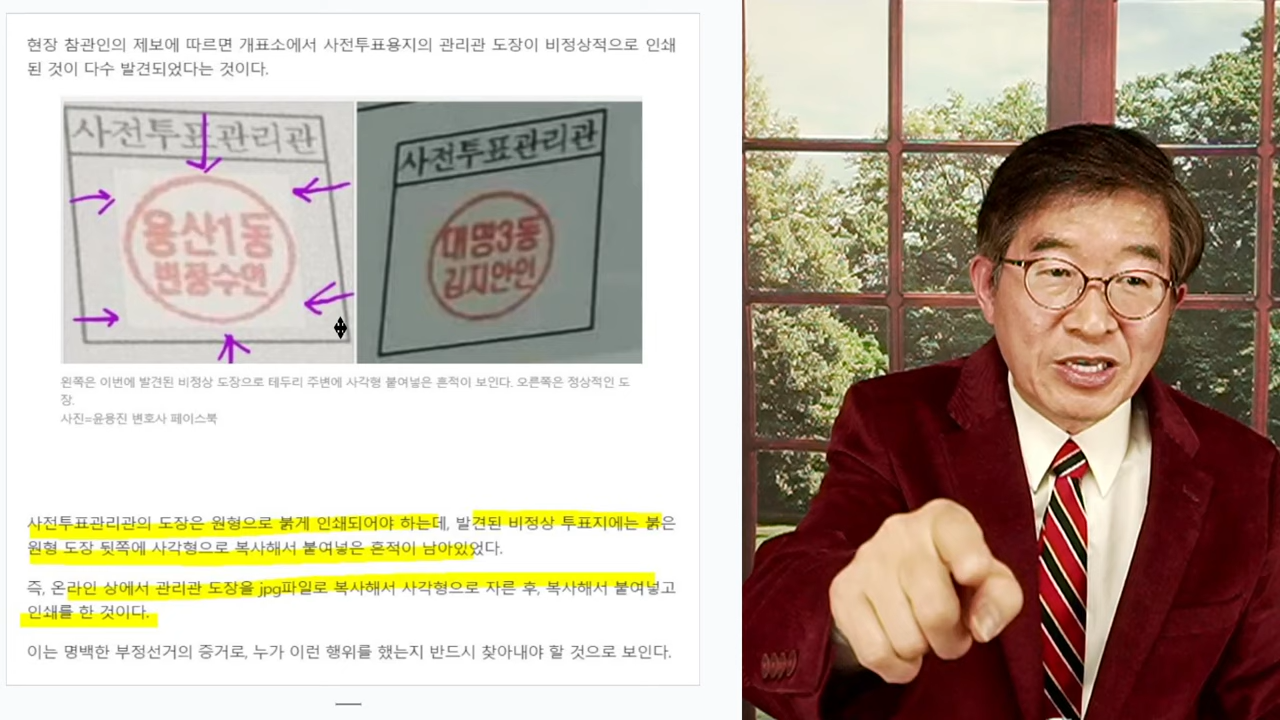 현장 참관인의 제보에 따르면 개표소에서 사전투표용지의 관리관 도장이 비정상적으로 인쇄
된 것이 다수 발견되었다는 것이다.
사전투표관리관
용산1동
사전투표관리관
대명3동
왼쪽은 이번에 발견된 비정상 도장으로 테두리 주변에 사각형 붙여넣은 흔적이 보인다. 오른쪽은 정상적인 도
장.
사진=윤용진 변호사 페이스북
사전투표관리관의 도장은 원형으로 붉게 인쇄되어야 하는데, 발견된 비정상 투표지에는 붉은
원형 도장 뒷쪽에 사각형으로 복사해서 붙여넣은 흔적이 남아있었다.
즉, 온라인 상에서 관리관 도장을 jpg파일로 복사해서 사각형으로 자른 후, 복사해서 붙여넣고
인쇄를 한 것이다.
이는 명백한 부정선거의 증거로, 누가 이런 행위를 했는지 반드시 찾아내야 할 것으로 보인다.